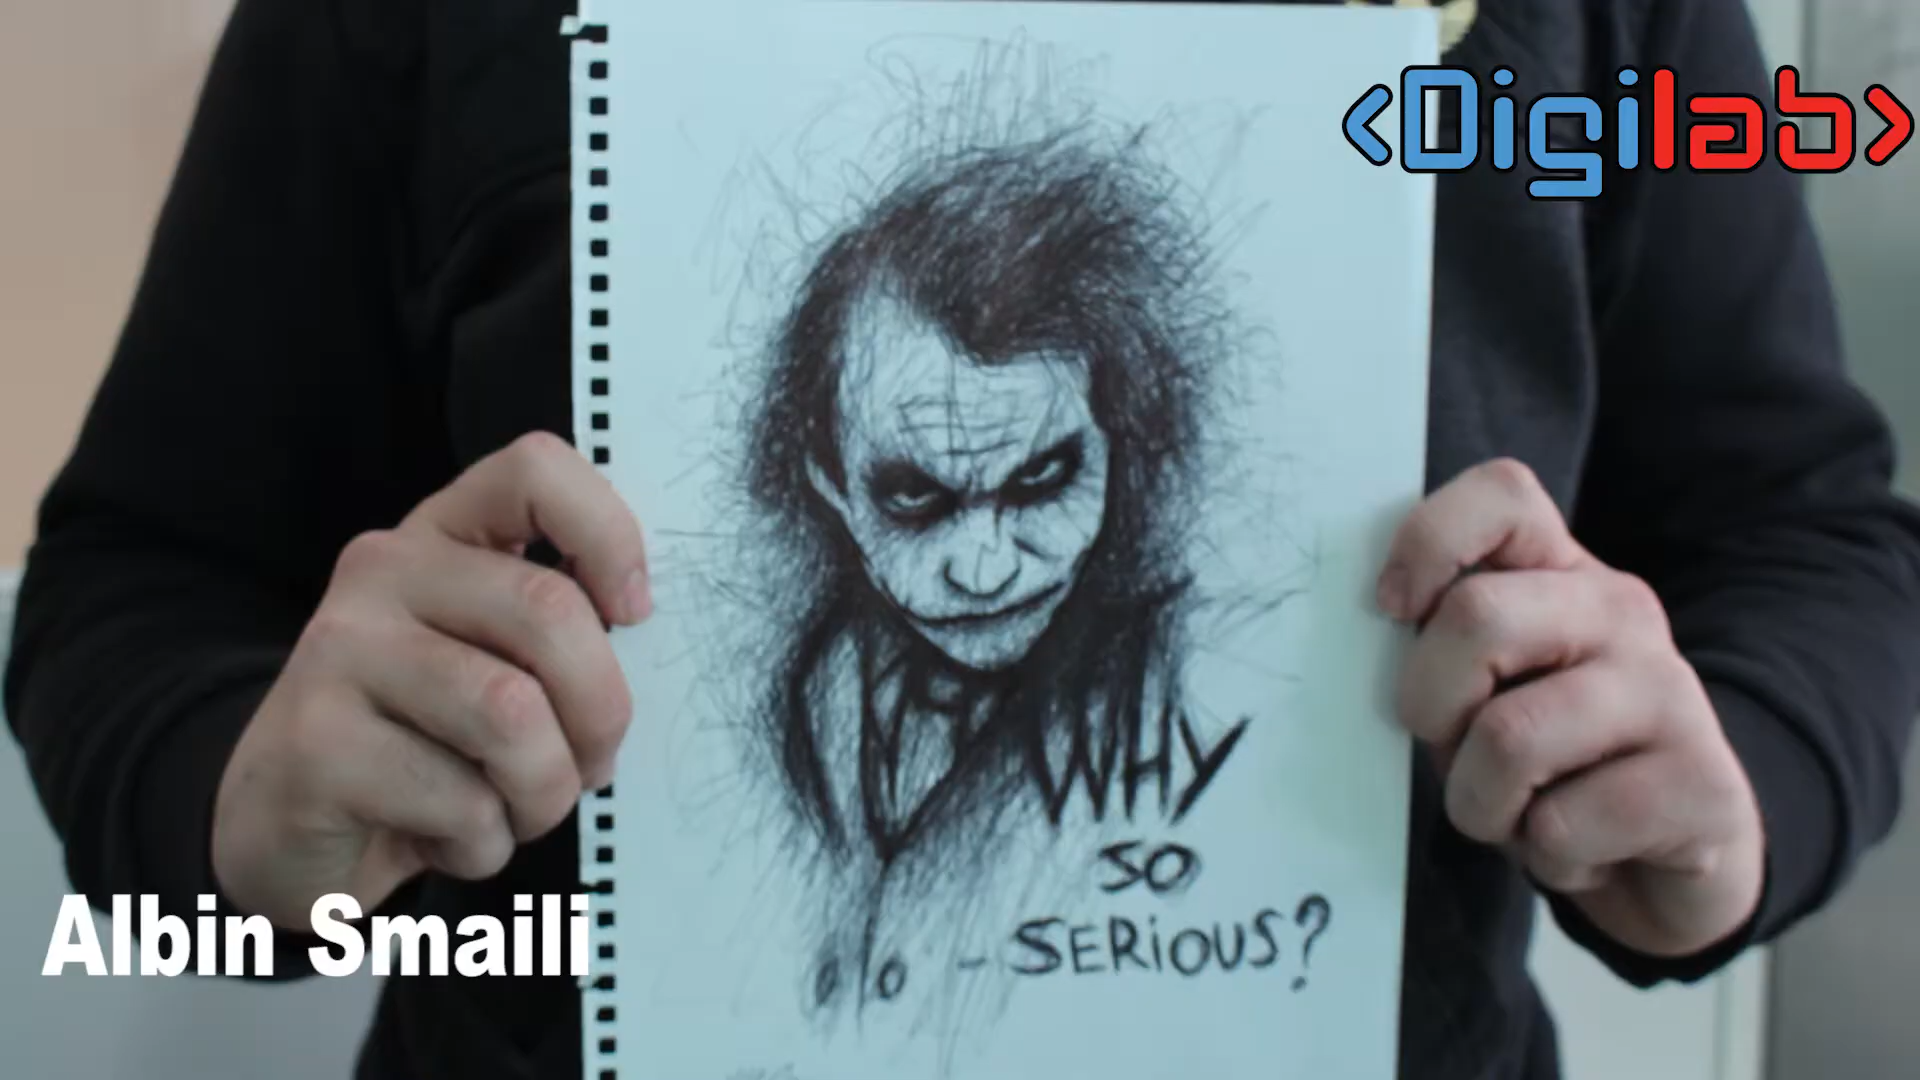 <Digilab>
WHY
SO
- SERiOUS?
Albin Smaili